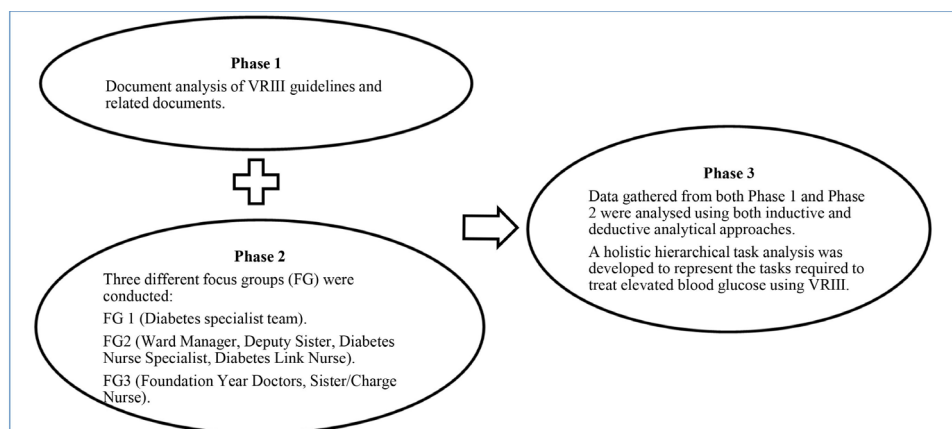 Phase 1
Document analysis of VRIII guidelines and
related documents.
Phase 2
Three different focus groups (FG) were
conducted:
FG 1 (Diabetes specialist team).
FG2 (Ward Manager, Deputy Sister, Diabetes
Nurse Specialist, Diabetes Link Nurse).
FG3 (Foundation Year Doctors, Sister/Charge
Nurse).
Phase 3
Data gathered from both Phase 1 and Phase
2 were analysed using both inductive and
deductive analytical approaches.
A holistic hierarchical task analysis was
developed to represent the tasks required to
treat elevated blood glucose using VRIII.